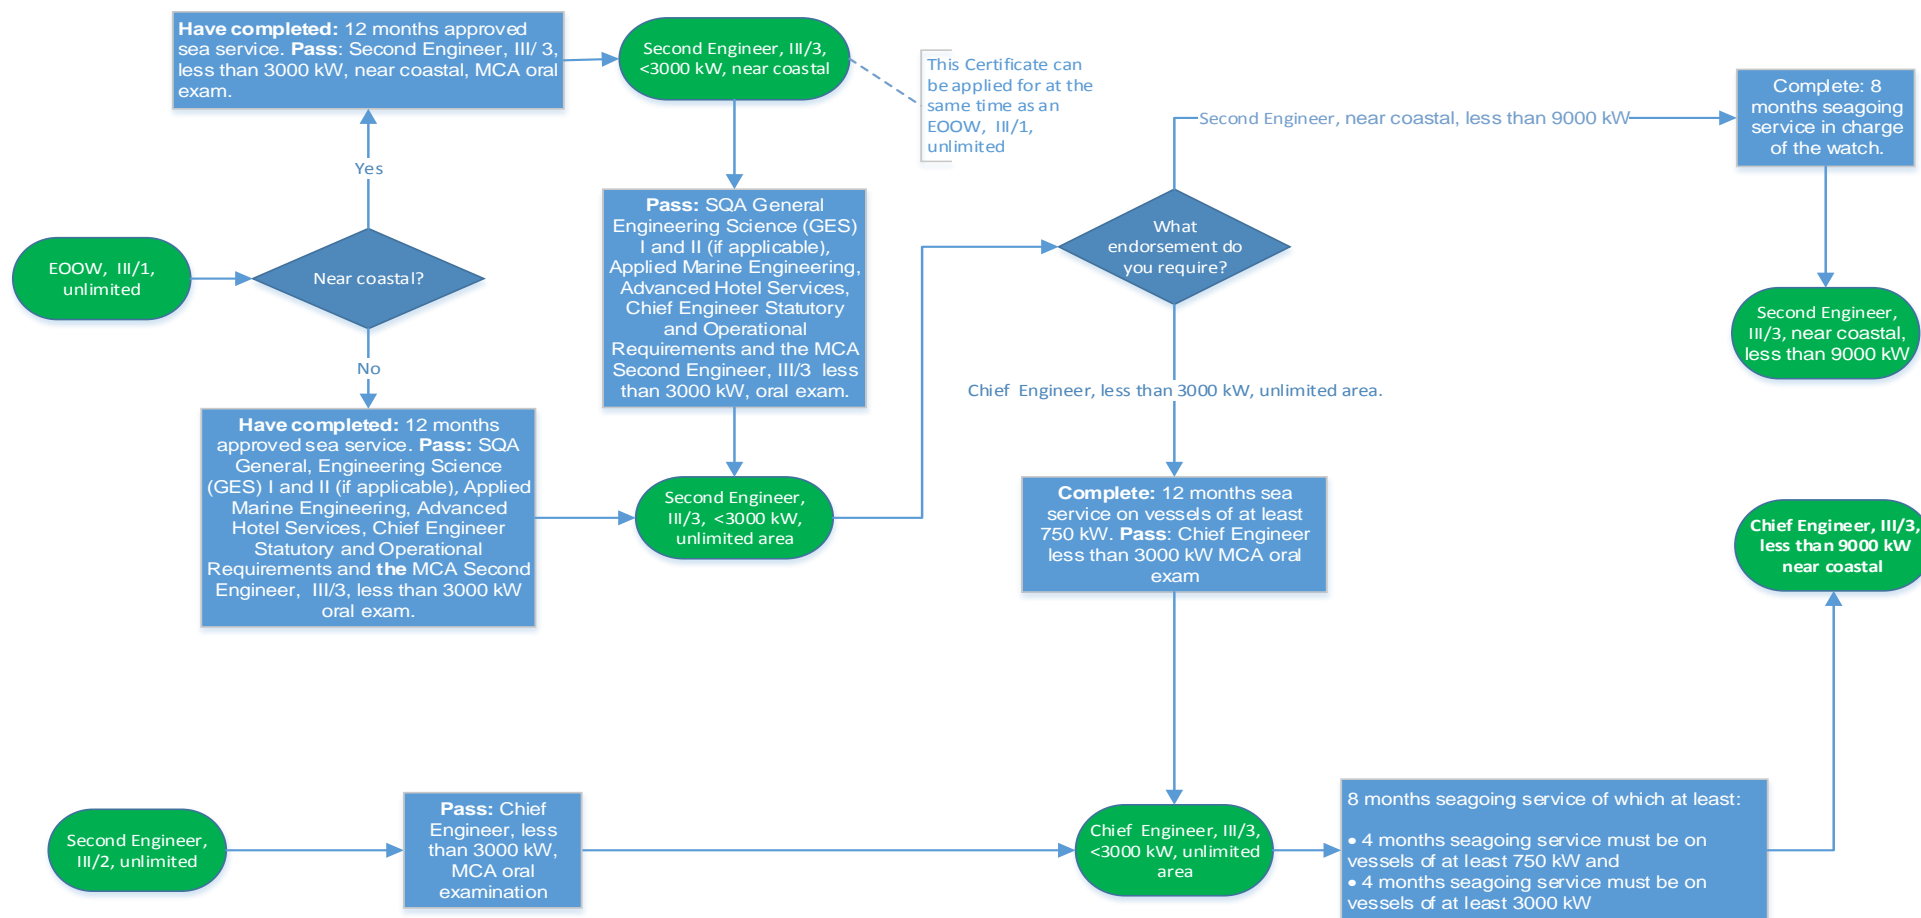 Have completed: 12 months approved
sea service. Pass: Second Engineer, III/ 3,
less than 3000 kW, near coastal, MCA oral
exam.
Second Engineer, III/3,
<3000 kW, near coastal
This Certificate can
be applied for at the
same time as an
EOOW, III/1,
unlimited
Second Engineer, near coastal, less than 9000 kW
Complete: 8
months seagoing
service in charge
of the watch.
Yes
EOOW, III/1,
unlimited
Near coastal?
No
Pass: SQA General
Engineering Science (GES)
I and II (if applicable),
Applied Marine Engineering,
Advanced Hotel Services,
Chief Engineer Statutory
and Operational
Requirements and the MCA
Second Engineer, III/3 less
than 3000 kW, oral exam.
What
endorsement do
you require?
Second Engineer,
III/3, near coastal,
less than 9000 kW
Chief Engineer, less than 3000 kW, unlimited area.
Have completed: 12 months
approved sea service. Pass: SQA
General, Engineering Science
(GES) I and II (if applicable), Applied
Marine Engineering, Advanced
Hotel Services, Chief Engineer
Statutory and Operational
Requirements and the MCA Second
Engineer, III/3, less than 3000 kW
oral exam.
Second Engineer,
III/3, <3000 kW,
unlimited area
Complete: 12 months sea
service on vessels of at least
750 kW. Pass: Chief Engineer
less than 3000 kW MCA oral
exam
Chief Engineer, III/3,
less than 9000 kW
near coastal
Second Engineer,
III/2, unlimited
Pass: Chief
Engineer, less
than 3000 kW,
MCA oral
examination
Chief Engineer, III/3,
<3000 kW, unlimited
area
8 months seagoing service of which at least:
• 4 months seagoing service must be on
vessels of at least 750 kW and
• 4 months seagoing service must be on
vessels of at least 3000 kW